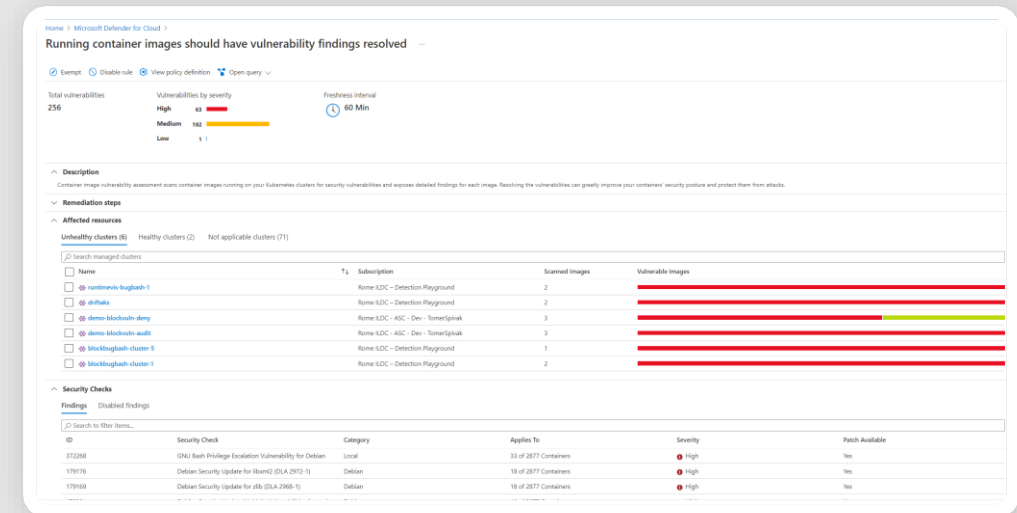 Home > Microsoft Defender for Cloud >
Running container images should have vulnerability findings resolved ...
Exempt Disable rule View policy definition Open query
Total vulnerabilities
256
Vulnerabilities by severity
High 63
Medium 192
Low 1
Freshness interval
60 Min
Description
Container image vulnerability assessment scans container images running on your Kubernetes clusters for security vulnerabilities and exposes detailed findings for each image. Resolving the vulnerabilities can greatly improve your containers' security posture and protect them from attacks.
Remediation steps
Affected resources
Unhealthy clusters (6) Healthy clusters (2) Not applicable clusters (71)
Search managed clusters
Name Subscription Scanned Images Vulnerable Images
runtimevis-bugbash-1 Rome ILDC – Detection Playground 2
driftaks Rome ILDC – Detection Playground 2
demo-blockvuln-deny Rome ILDC - ASC - Dev - TomerSpivak 3
demo-blockvuln-audit Rome ILDC - ASC - Dev - TomerSpivak 3
blockbugbash-cluster-5 Rome ILDC – Detection Playground 1
blockbugbash-cluster-1 Rome ILDC – Detection Playground 2
Security Checks
Findings Disabled findings
Search to filter items...
ID Security Check Category Applies To Severity Patch Available
372268 GNU Bash Privilege Escalation Vulnerability for Debian Local 33 of 2877 Containers High Yes
179176 Debian Security Update for libxml2 (DLA 2972-1) Debian 18 of 2877 Containers High Yes
179169 Debian Security Update for zlib (DLA 2968-1) Debian 18 of 2877 Containers High Yes